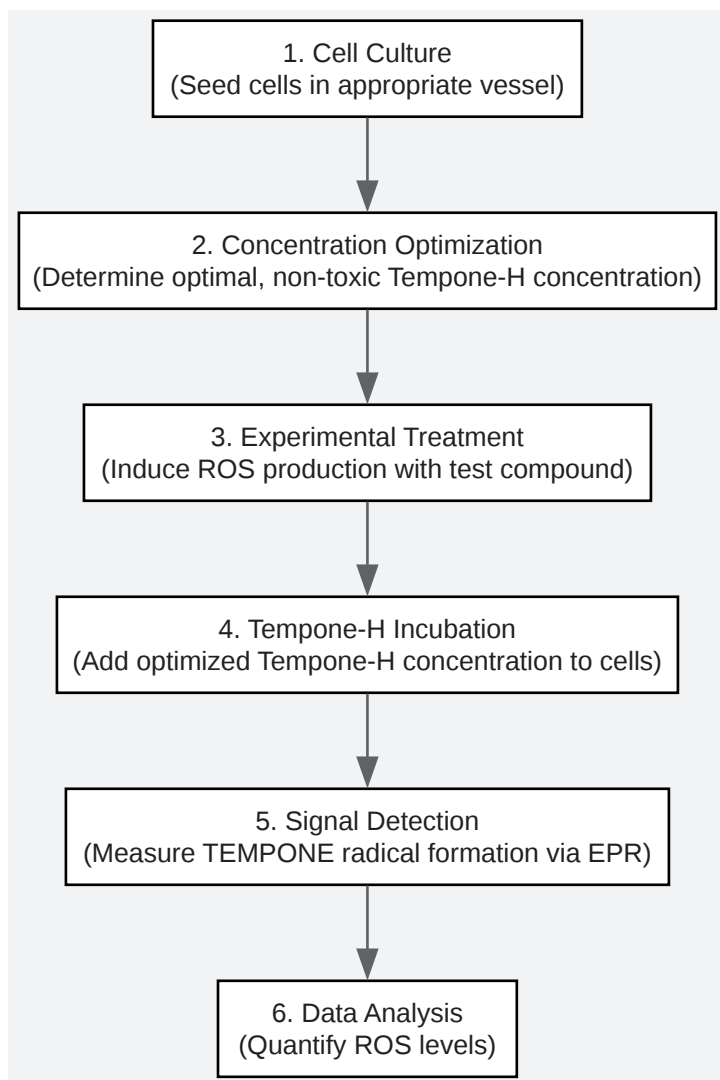 1. Cell Culture
(Seed cells in appropriate vessel)
2. Concentration Optimization
(Determine optimal, non-toxic Tempone-H concentration)
3. Experimental Treatment
(Induce ROS production with test compound)
4. Tempone-H Incubation
(Add optimized Tempone-H concentration to cells)
5. Signal Detection
(Measure TEMPONE radical formation via EPR)
6. Data Analysis
(Quantify ROS levels)